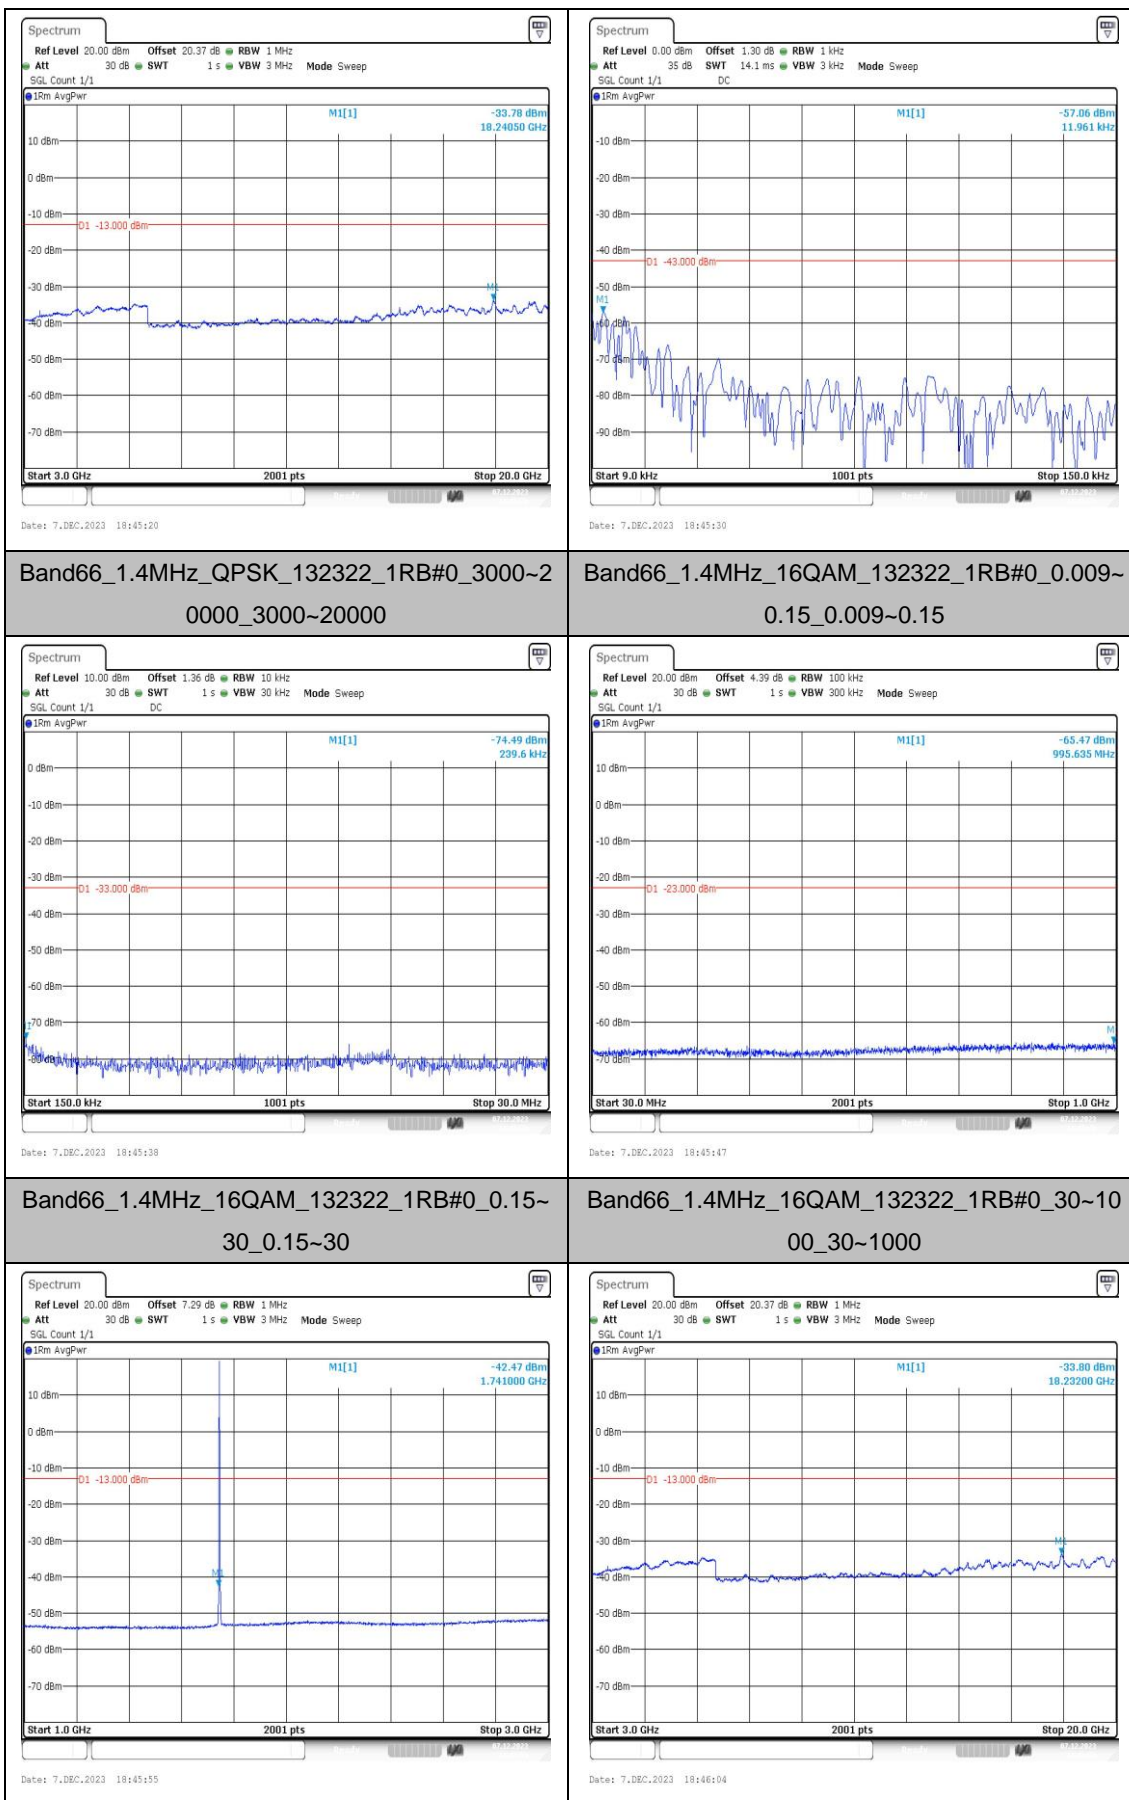 Spectrum
Ref Level 20.00 dBm Offset 20.37 dB RBW 1 MHz
Att 30 dB SWT 1 s VBW 3 MHz Mode Sweep
SGL Count 1/1
1Rm AvgPwr
M1[1] -33.78 dBm
18.24050 GHz
10 dBm
0 dBm
-10 dBm
D1 -13.000 dBm
-20 dBm
-30 dBm
M1
-40 dBm
-50 dBm
-60 dBm
-70 dBm
Start 3.0 GHz 2001 pts Stop 20.0 GHz
Date: 7.DEC.2023 18:45:20
Spectrum
Ref Level 0.00 dBm Offset 1.30 dB RBW 1 kHz
Att 35 dB SWT 14.1 ms VBW 3 kHz Mode Sweep
SGL Count 1/1 DC
1Rm AvgPwr
M1[1] -57.06 dBm
11.961 kHz
-10 dBm
-20 dBm
-30 dBm
-40 dBm
D1 -43.000 dBm
-50 dBm
M1
-60 dBm
-70 dBm
-80 dBm
-90 dBm
Start 9.0 kHz 1001 pts Stop 150.0 kHz
Date: 7.DEC.2023 18:45:30
Band66_1.4MHz_QPSK_132322_1RB#0_3000~2
0000_3000~20000
Band66_1.4MHz_16QAM_132322_1RB#0_0.009~
0.15_0.009~0.15
Spectrum
Ref Level 10.00 dBm Offset 1.36 dB RBW 10 kHz
Att 30 dB SWT 1 s VBW 30 kHz Mode Sweep
SGL Count 1/1 DC
1Rm AvgPwr
M1[1] -74.49 dBm
239.6 kHz
0 dBm
-10 dBm
-20 dBm
-30 dBm
D1 -33.000 dBm
-40 dBm
-50 dBm
-60 dBm
-70 dBm
-80 dBm
Start 150.0 kHz 1001 pts Stop 30.0 MHz
Date: 7.DEC.2023 18:45:38
Spectrum
Ref Level 20.00 dBm Offset 4.39 dB RBW 100 kHz
Att 30 dB SWT 1 s VBW 300 kHz Mode Sweep
SGL Count 1/1
1Rm AvgPwr
M1[1] -65.47 dBm
995.635 MHz
10 dBm
0 dBm
-10 dBm
-20 dBm
D1 -23.000 dBm
-30 dBm
-40 dBm
-50 dBm
-60 dBm
M
-70 dBm
Start 30.0 MHz 2001 pts Stop 1.0 GHz
Date: 7.DEC.2023 18:45:47
Band66_1.4MHz_16QAM_132322_1RB#0_0.15~
30_0.15~30
Band66_1.4MHz_16QAM_132322_1RB#0_30~10
00_30~1000
Spectrum
Ref Level 20.00 dBm Offset 7.29 dB RBW 1 MHz
Att 30 dB SWT 1 s VBW 3 MHz Mode Sweep
SGL Count 1/1
1Rm AvgPwr
M1[1] -42.47 dBm
1.741000 GHz
10 dBm
0 dBm
-10 dBm
D1 -13.000 dBm
-20 dBm
-30 dBm
-40 dBm
M1
-50 dBm
-60 dBm
-70 dBm
Start 1.0 GHz 2001 pts Stop 3.0 GHz
Date: 7.DEC.2023 18:45:55
Spectrum
Ref Level 20.00 dBm Offset 20.37 dB RBW 1 MHz
Att 30 dB SWT 1 s VBW 3 MHz Mode Sweep
SGL Count 1/1
1Rm AvgPwr
M1[1] -33.80 dBm
18.23200 GHz
10 dBm
0 dBm
-10 dBm
D1 -13.000 dBm
-20 dBm
-30 dBm
M1
-40 dBm
-50 dBm
-60 dBm
-70 dBm
Start 3.0 GHz 2001 pts Stop 20.0 GHz
Date: 7.DEC.2023 18:46:04